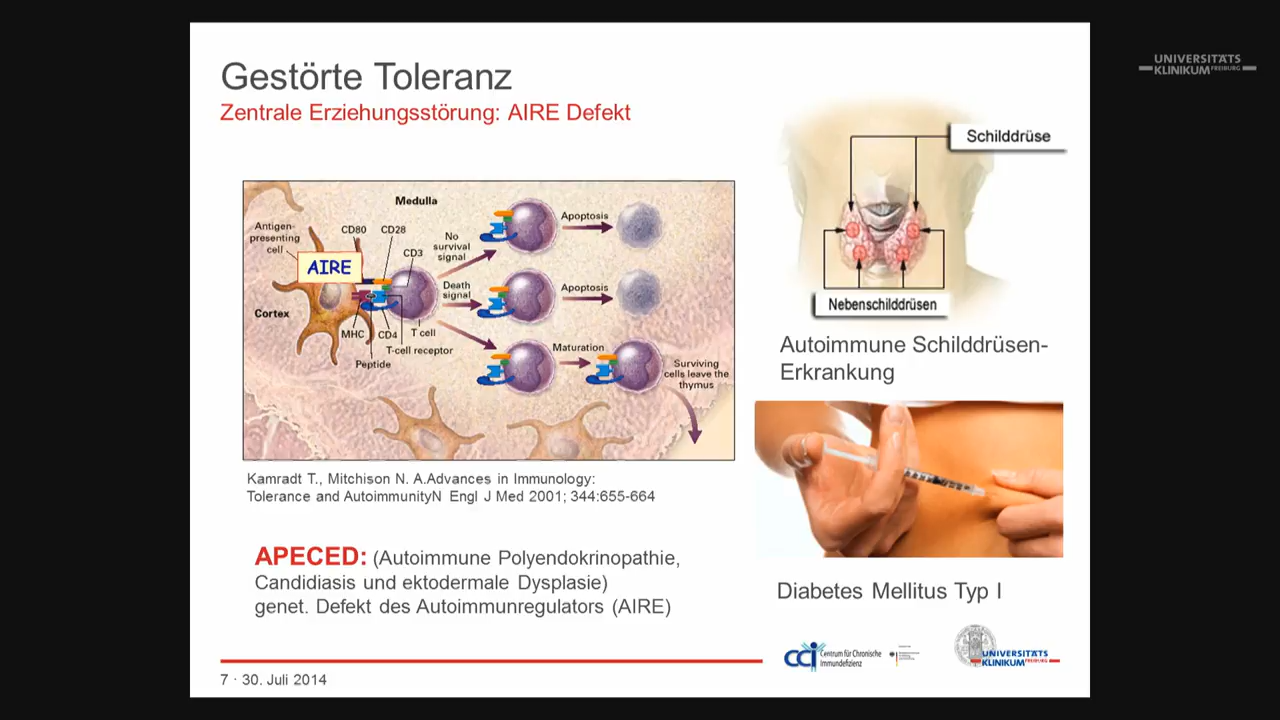 UNIVERSITÄTS
KLINIKUM FREIBURG
Gestörte Toleranz
Zentrale Erziehungsstörung: AIRE Defekt
Schilddrüse
Nebenschilddrüsen
Autoimmune Schilddrüsen-
Erkrankung
Medulla
Antigen-
presenting
cell
CD80
CD28
CD3
AIRE
Cortex
MHC
CD4
T cell
T-cell receptor
Peptide
No
survival
signal
Apoptosis
Death
signal
Apoptosis
Maturation
Surviving
cells leave the
thymus
Kamradt T., Mitchison N. A.Advances in Immunology:
Tolerance and AutoimmunityN Engl J Med 2001; 344:655-664
APECED: (Autoimmune Polyendokrinopathie,
Candidiasis und ektodermale Dysplasie)
genet. Defekt des Autoimmunregulators (AIRE)
Diabetes Mellitus Typ I
cci Centrum für Chronische
Immundefizienz
UNIVERSITÄTS
KLINIKUM FREIBURG
7 · 30. Juli 2014